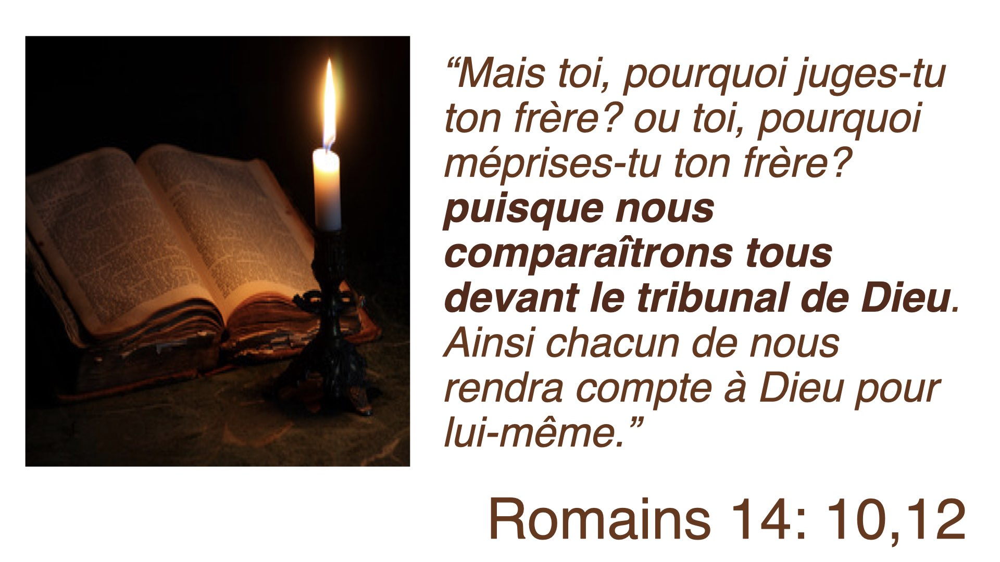 “Mais toi, pourquoi juges-tu
ton frère? ou toi, pourquoi
méprises-tu ton frère?
puisque nous
comparaîtrons tous
devant le tribunal de Dieu.
Ainsi chacun de nous
rendra compte à Dieu pour
lui-même.”
Romains 14: 10,12